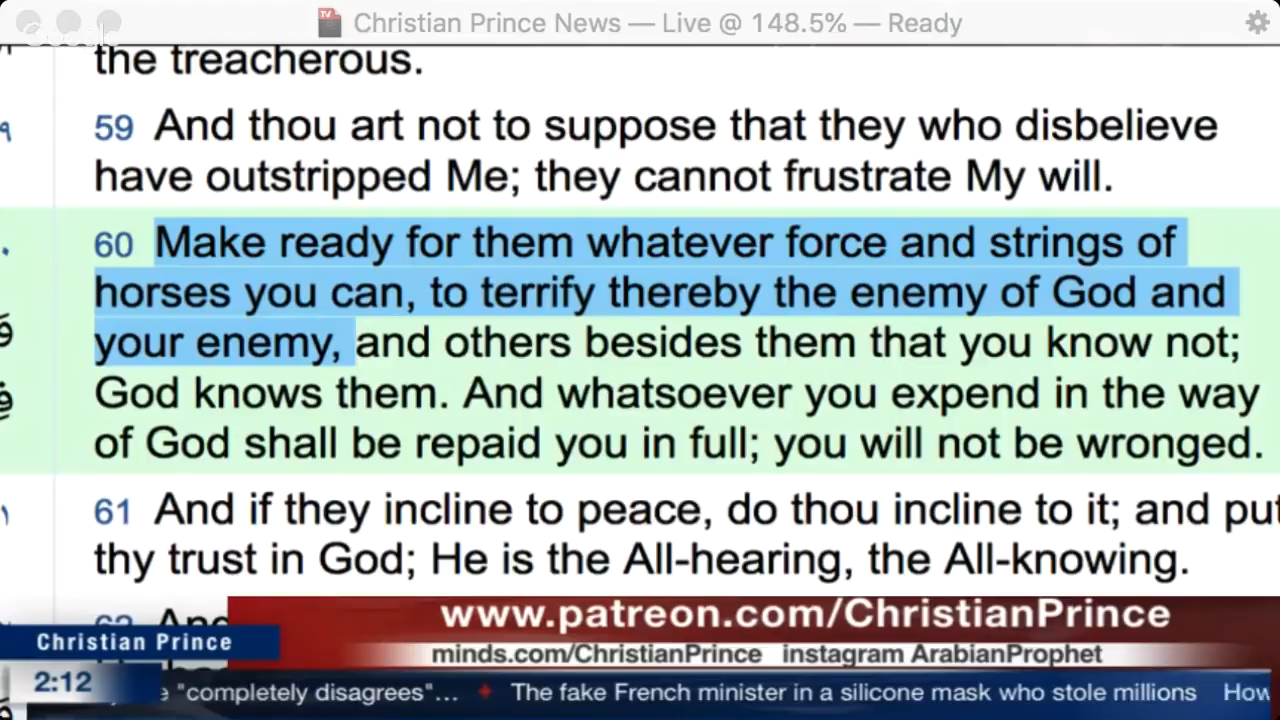 Christian Prince News — Live @ 148.5% — Ready
the treacherous.
59 And thou art not to suppose that they who disbelieve
have outstripped Me; they cannot frustrate My will.
60 Make ready for them whatever force and strings of
horses you can, to terrify thereby the enemy of God and
your enemy, and others besides them that you know not;
God knows them. And whatsoever you expend in the way
of God shall be repaid you in full; you will not be wronged.
61 And if they incline to peace, do thou incline to it; and put
thy trust in God; He is the All-hearing, the All-knowing.
www.patreon.com/ChristianPrince
Christian Prince
minds.com/ChristianPrince instagram ArabianProphet
2:12
"completely disagrees"... The fake French minister in a silicone mask who stole millions How